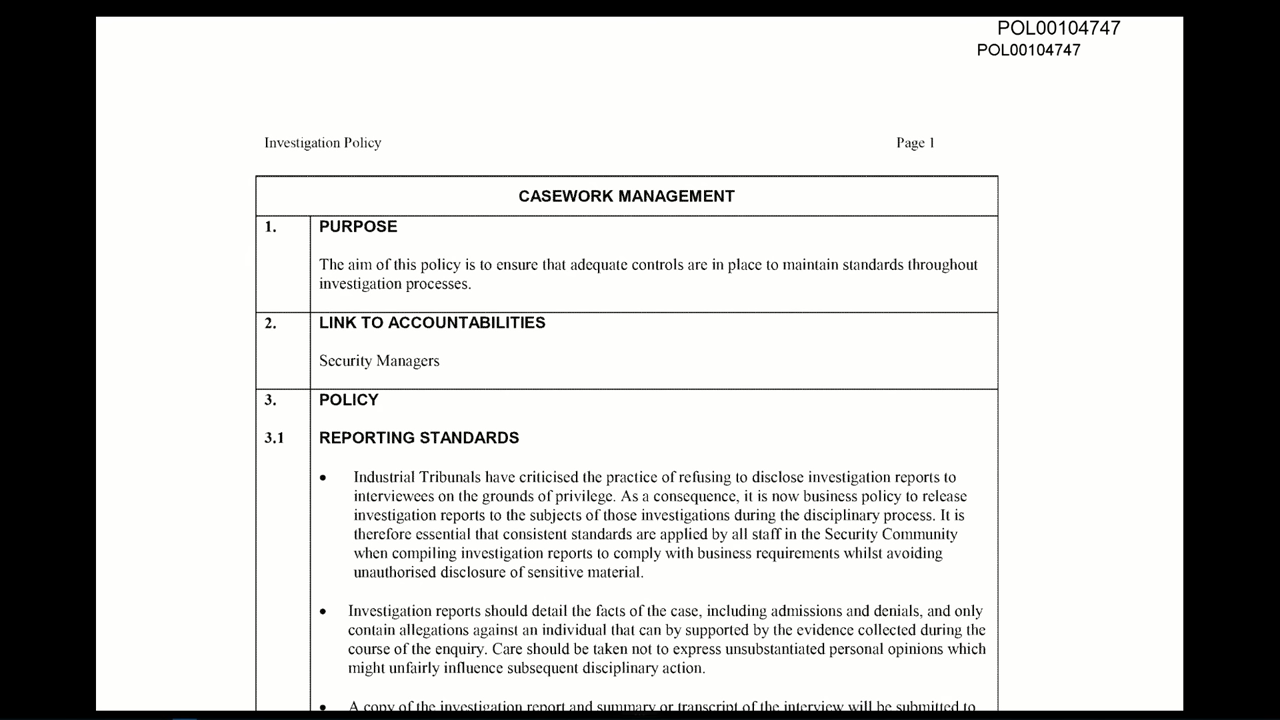 POL00104747
POL00104747
Investigation Policy Page 1
CASEWORK MANAGEMENT
1. PURPOSE
The aim of this policy is to ensure that adequate controls are in place to maintain standards throughout
investigation processes.
2. LINK TO ACCOUNTABILITIES
Security Managers
3. POLICY
3.1 REPORTING STANDARDS
• Industrial Tribunals have criticised the practice of refusing to disclose investigation reports to
interviewees on the grounds of privilege. As a consequence, it is now business policy to release
investigation reports to the subjects of those investigations during the disciplinary process. It is
therefore essential that consistent standards are applied by all staff in the Security Community
when compiling investigation reports to comply with business requirements whilst avoiding
unauthorised disclosure of sensitive material.
• Investigation reports should detail the facts of the case, including admissions and denials, and only
contain allegations against an individual that can by supported by the evidence collected during the
course of the enquiry. Care should be taken not to express unsubstantiated personal opinions which
might unfairly influence subsequent disciplinary action.
• A copy of the investigation report and summary or transcript of the interview will be submitted to